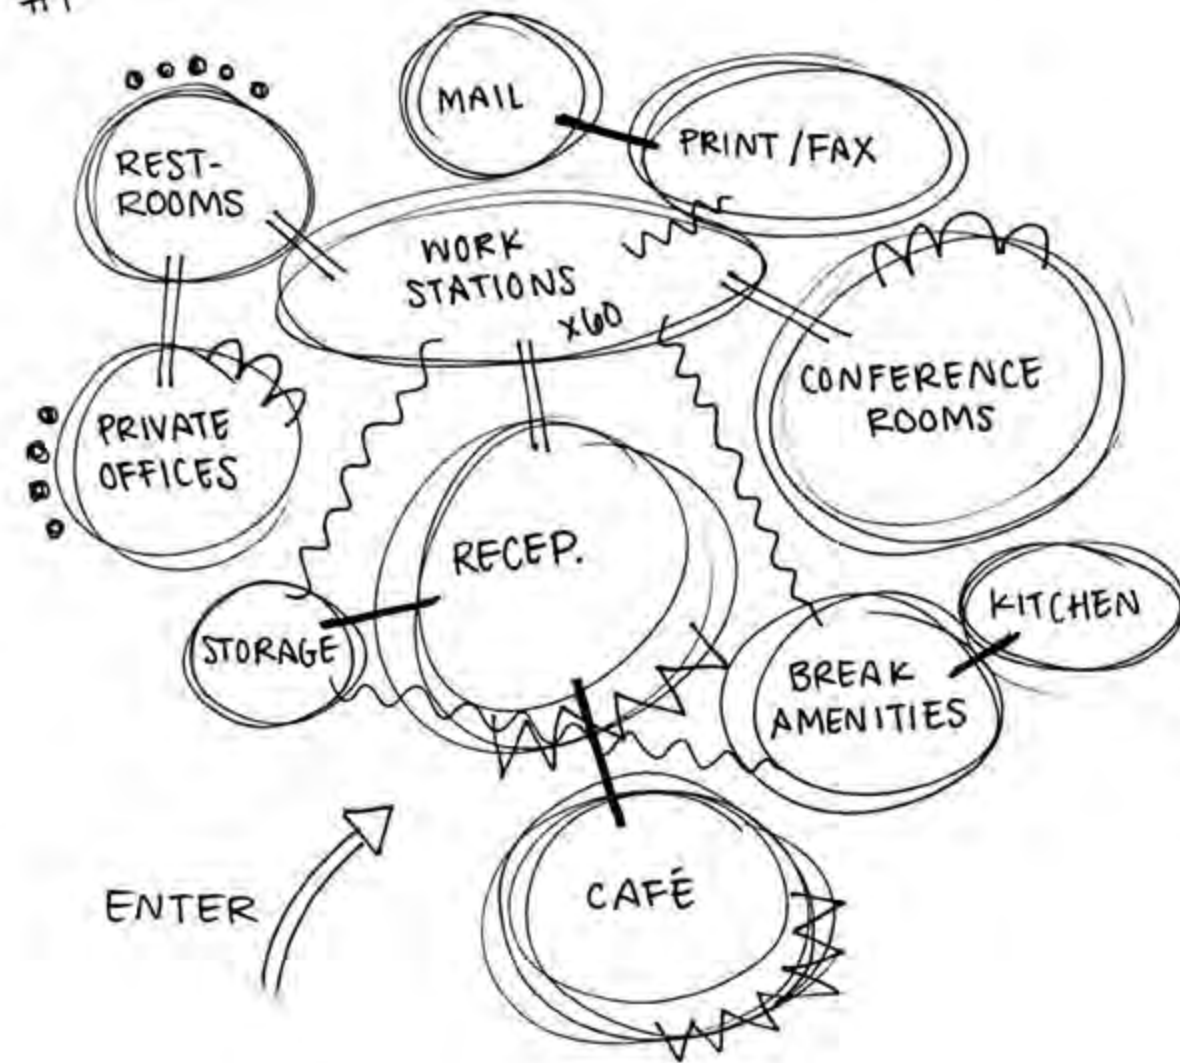 #1
MAIL
PRINT/FAX
REST-
ROOMS
WORK
STATIONS
x60
CONFERENCE
ROOMS
PRIVATE
OFFICES
RECEP.
STORAGE
KITCHEN
BREAK
AMENITIES
ENTER
CAFÉ